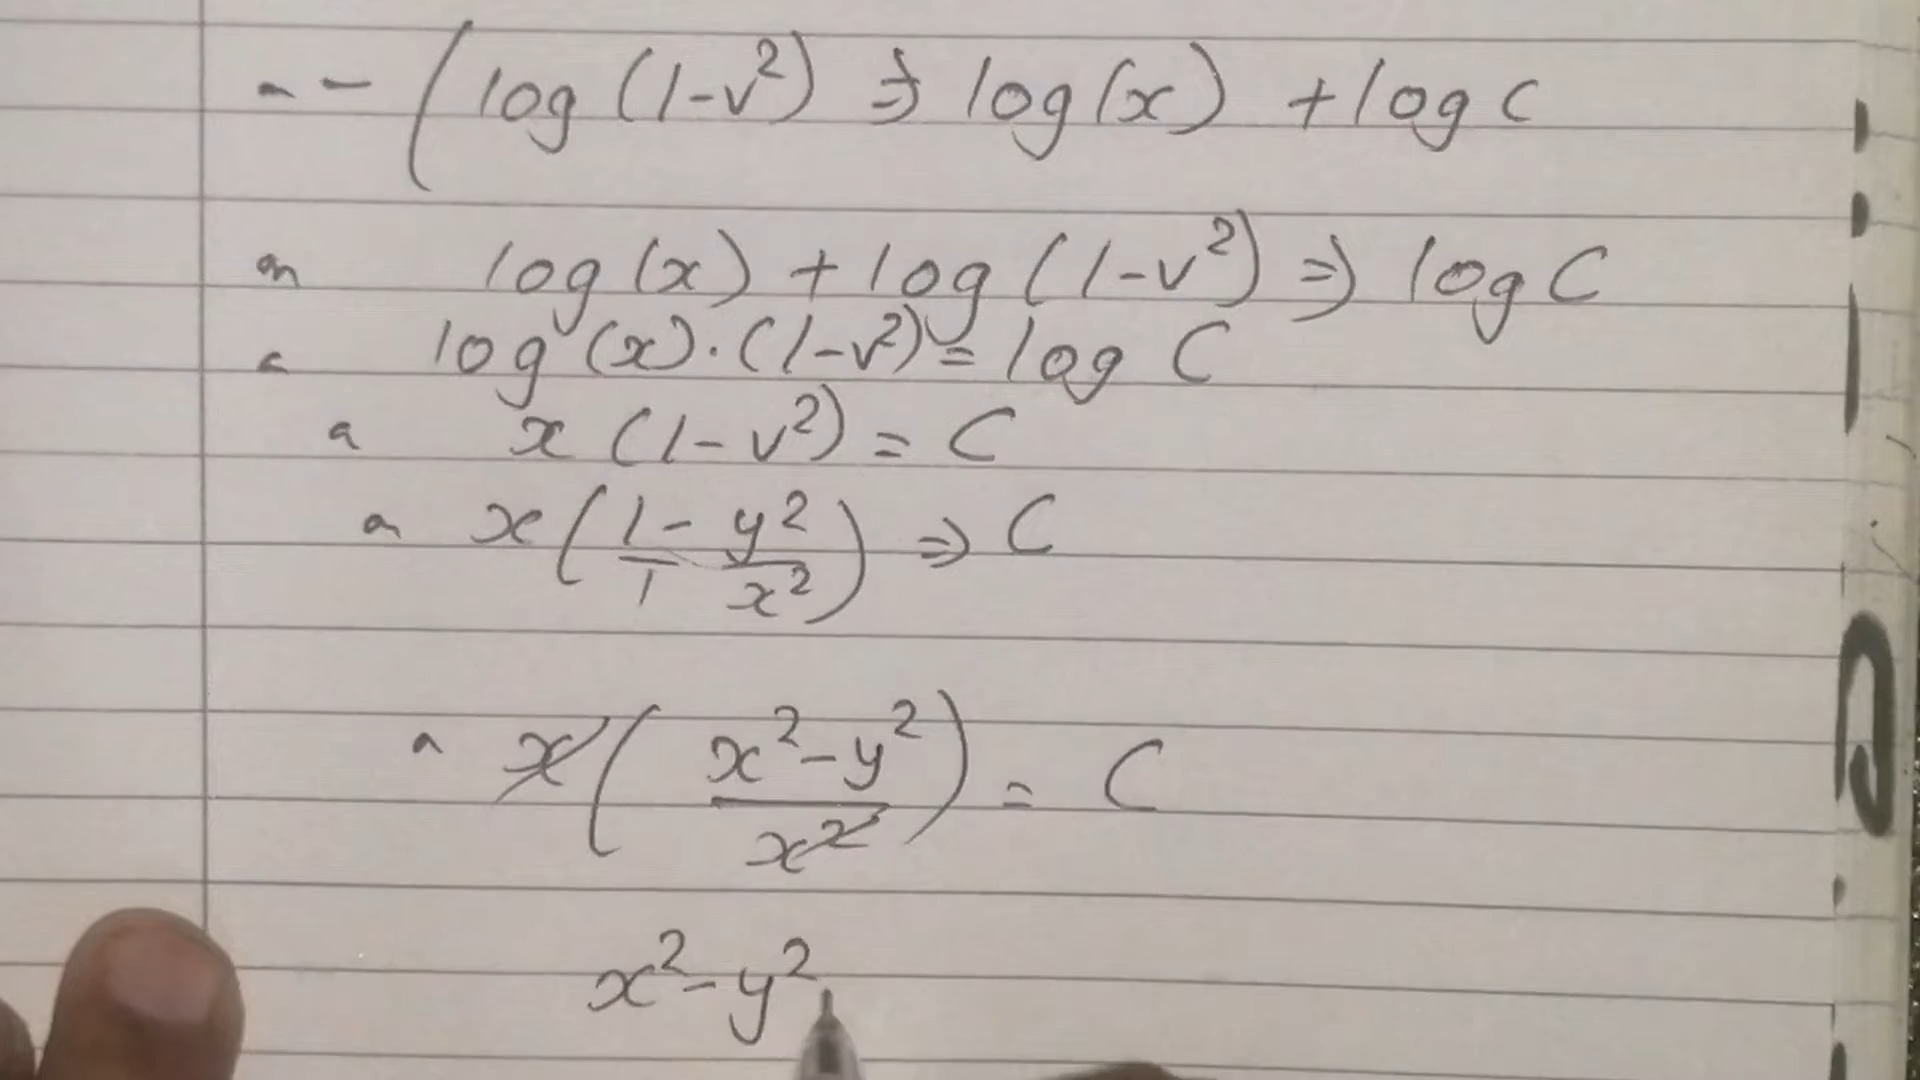 - (log (1-v²) ⇒ log(x) + log C
log(x) + log (1-v²) ⇒ log C
log (x)·(1-v²) = log C
x (1-v²) = C
x (1/1 - y²/x²) ⇒ C
x ((x²-y²)/x²) = C
x²-y²